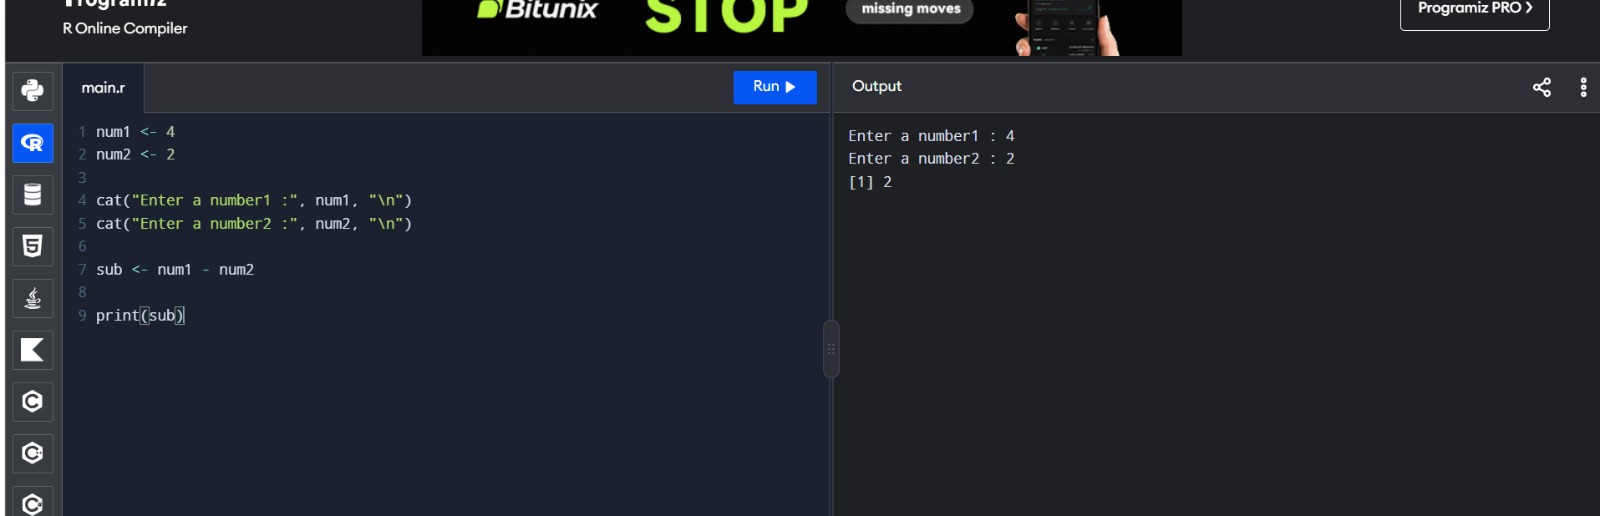 Programiz
R Online Compiler
Bitunix
STOP
missing moves
Programiz PRO >
main.r
Run
1 num1 <- 4
2 num2 <- 2
3
4 cat("Enter a number1 :", num1, "\n")
5 cat("Enter a number2 :", num2, "\n")
6
7 sub <- num1 - num2
8
9 print(sub)
Output
Enter a number1 : 4
Enter a number2 : 2
[1] 2